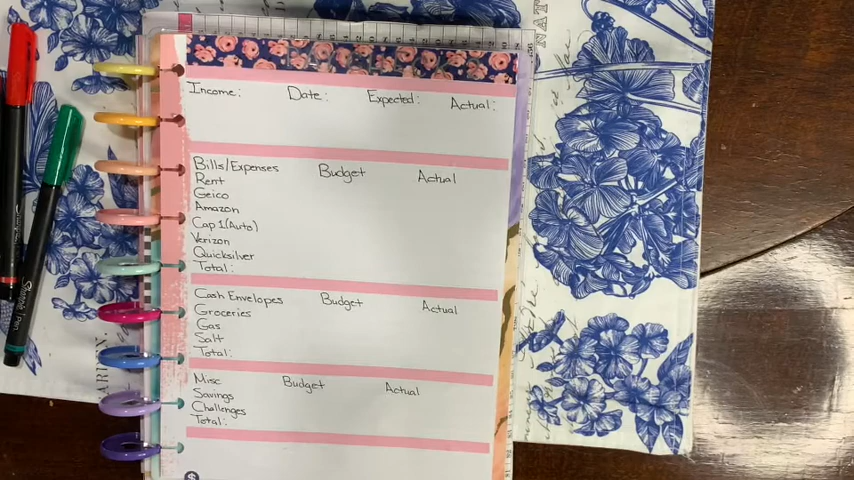 Income: Date: Expected: Actual:
Bills/Expenses Budget Actual
Rent
Geico
Amazon
Cap 1(Auto)
Verizon
Quicksilver
Total:
Cash Envelopes Budget Actual
Groceries
Gas
Salt
Total:
Misc Budget Actual
Savings
Challenges
Total: